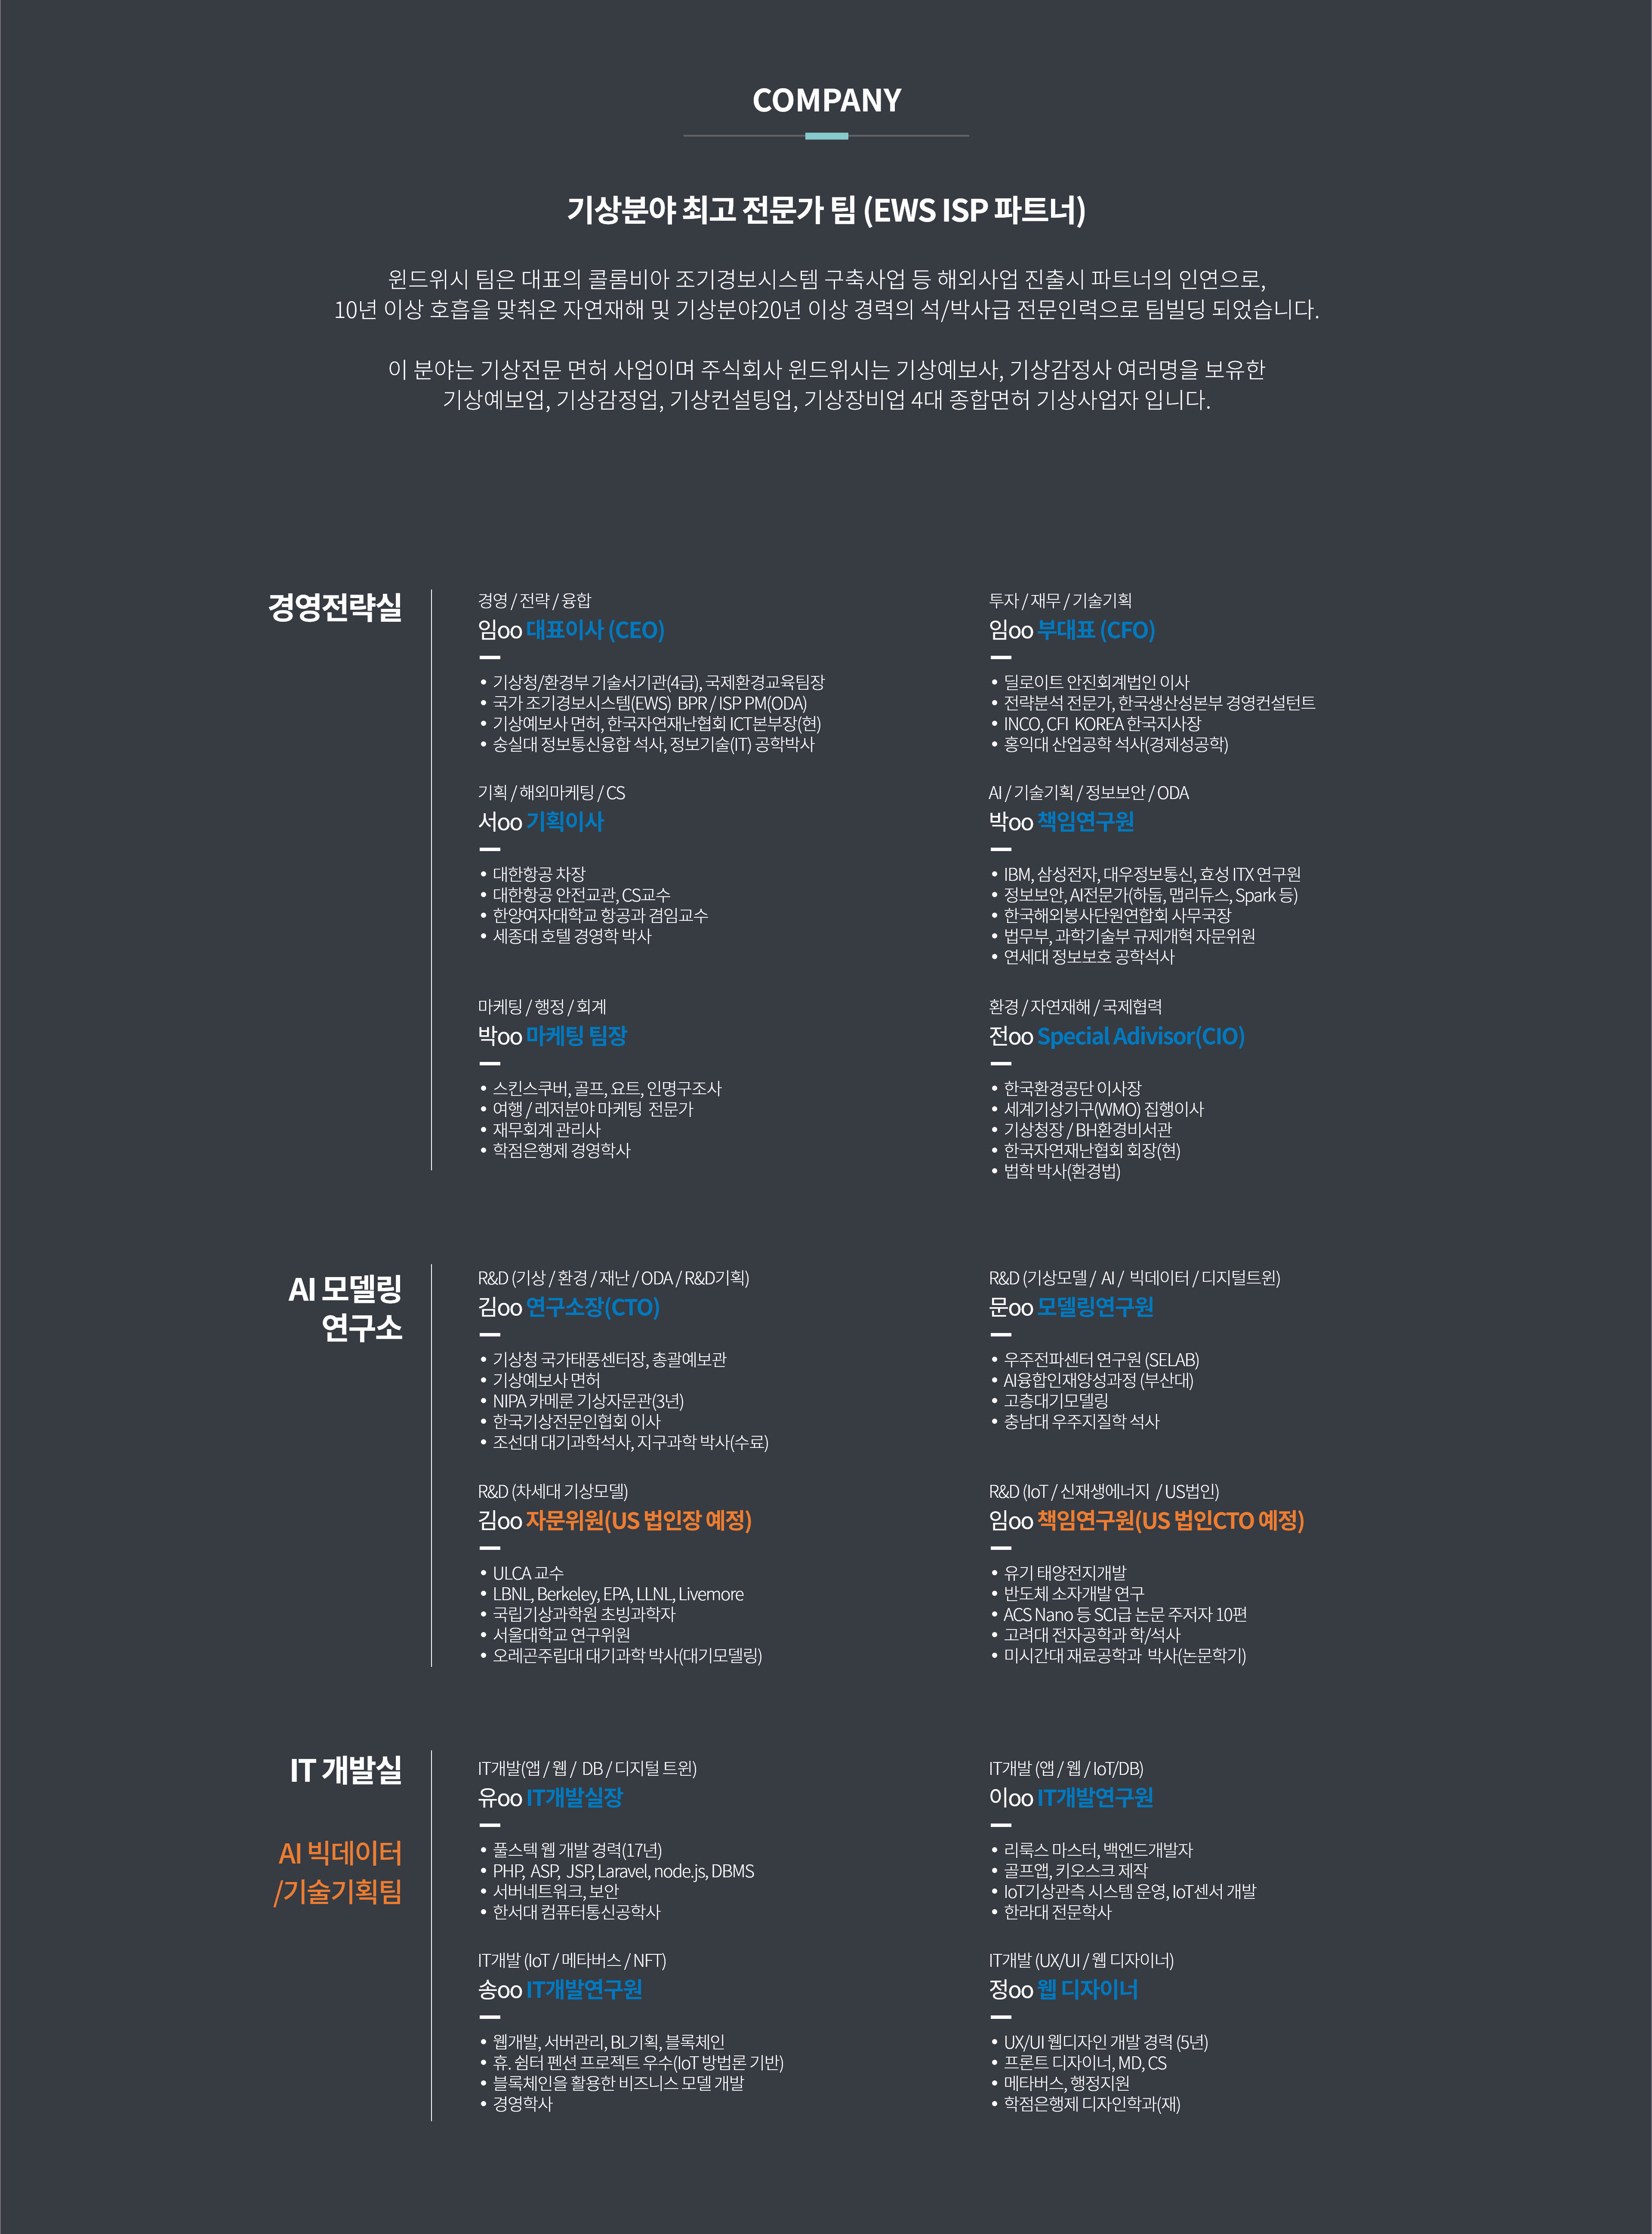 COMPANY
기상분야 최고 전문가 팀 (EWS ISP 파트너)
윈드위시 팀은 대표의 콜롬비아 조기경보시스템 구축사업 등 해외사업 진출시 파트너의 인연으로,
10년 이상 호흡을 맞춰온 자연재해 및 기상분야20년 이상 경력의 석/박사급 전문인력으로 팀빌딩 되었습니다.
이 분야는 기상전문 면허 사업이며 주식회사 윈드위시는 기상예보사, 기상감정사 여러명을 보유한
기상예보업, 기상감정업, 기상컨설팅업, 기상장비업 4대 종합면허 기상사업자 입니다.
경영전략실
경영 / 전략 / 융합
임oo 대표이사 (CEO)
• 기상청/환경부 기술서기관(4급), 국제환경교육팀장
• 국가 조기경보시스템(EWS) BPR / ISP PM(ODA)
• 기상예보사 면허, 한국자연재난협회 ICT본부장(현)
• 숭실대 정보통신융합 석사, 정보기술(IT) 공학박사
투자 / 재무 / 기술기획
임oo 부대표 (CFO)
• 딜로이트 안진회계법인 이사
• 전략분석 전문가, 한국생산성본부 경영컨설턴트
• INCO, CFI KOREA 한국지사장
• 홍익대 산업공학 석사(경제성공학)
기획 / 해외마케팅 / CS
서oo 기획이사
• 대한항공 차장
• 대한항공 안전교관, CS교수
• 한양여자대학교 항공과 겸임교수
• 세종대 호텔 경영학 박사
AI / 기술기획 / 정보보안 / ODA
박oo 책임연구원
• IBM, 삼성전자, 대우정보통신, 효성 ITX 연구원
• 정보보안, AI전문가(하둡, 맵리듀스, Spark 등)
• 한국해외봉사단원연합회 사무국장
• 법무부, 과학기술부 규제개혁 자문위원
• 연세대 정보보호 공학석사
마케팅 / 행정 / 회계
박oo 마케팅 팀장
• 스킨스쿠버, 골프, 요트, 인명구조사
• 여행 / 레저분야 마케팅 전문가
• 재무회계 관리사
• 학점은행제 경영학사
환경 / 자연재해 / 국제협력
전oo Special Adivisor(CIO)
• 한국환경공단 이사장
• 세계기상기구(WMO) 집행이사
• 기상청장 / BH환경비서관
• 한국자연재난협회 회장(현)
• 법학 박사(환경법)
AI 모델링
연구소
R&D (기상 / 환경 / 재난 / ODA / R&D기획)
김oo 연구소장(CTO)
• 기상청 국가태풍센터장, 총괄예보관
• 기상예보사 면허
• NIPA 카메룬 기상자문관(3년)
• 한국기상전문인협회 이사
• 조선대 대기과학석사, 지구과학 박사(수료)
R&D (기상모델 / AI / 빅데이터 / 디지털트윈)
문oo 모델링연구원
• 우주전파센터 연구원 (SELAB)
• AI융합인재양성과정 (부산대)
• 고층대기모델링
• 충남대 우주지질학 석사
R&D (차세대 기상모델)
김oo 자문위원(US 법인장 예정)
• ULCA 교수
• LBNL, Berkeley, EPA, LLNL, Livemore
• 국립기상과학원 초빙과학자
• 서울대학교 연구위원
• 오레곤주립대 대기과학 박사(대기모델링)
R&D (IoT / 신재생에너지 / US법인)
임oo 책임연구원(US 법인CTO 예정)
• 유기 태양전지개발
• 반도체 소자개발 연구
• ACS Nano 등 SCI급 논문 주저자 10편
• 고려대 전자공학과 학/석사
• 미시간대 재료공학과 박사(논문학기)
IT 개발실
AI 빅데이터
/기술기획팀
IT개발(앱 / 웹 / DB / 디지털 트윈)
유oo IT개발실장
• 풀스텍 웹 개발 경력(17년)
• PHP, ASP, JSP, Laravel, node.js, DBMS
• 서버네트워크, 보안
• 한서대 컴퓨터통신공학사
IT개발 (앱 / 웹 / IoT/DB)
이oo IT개발연구원
• 리룩스 마스터, 백엔드개발자
• 골프앱, 키오스크 제작
• IoT기상관측 시스템 운영, IoT센서 개발
• 한라대 전문학사
IT개발 (IoT / 메타버스 / NFT)
송oo IT개발연구원
• 웹개발, 서버관리, BL기획, 블록체인
• 휴. 쉼터 펜션 프로젝트 우수(IoT 방법론 기반)
• 블록체인을 활용한 비즈니스 모델 개발
• 경영학사
IT개발 (UX/UI / 웹 디자이너)
정oo 웹 디자이너
• UX/UI 웹디자인 개발 경력 (5년)
• 프론트 디자이너, MD, CS
• 메타버스, 행정지원
• 학점은행제 디자인학과(재)